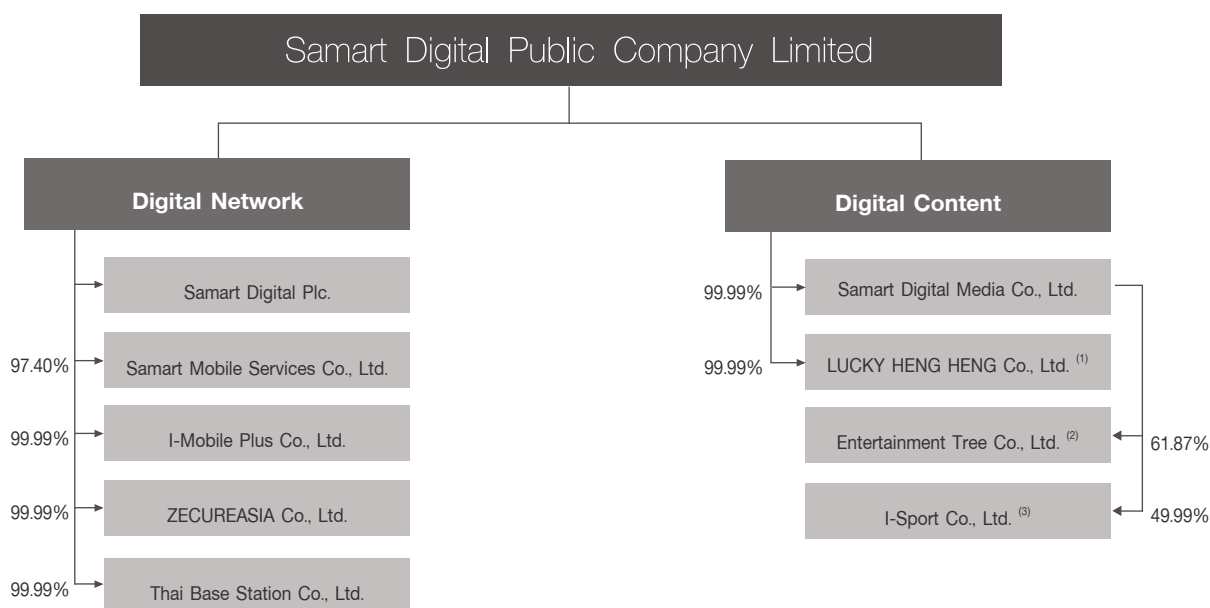 Samart Digital Public Company Limited
Digital Network
Samart Digital Plc.
97.40%
Samart Mobile Services Co., Ltd.
99.99%
I-Mobile Plus Co., Ltd.
99.99%
ZECUREASIA Co., Ltd.
99.99%
Thai Base Station Co., Ltd.
Digital Content
99.99%
Samart Digital Media Co., Ltd.
99.99%
LUCKY HENG HENG Co., Ltd. (1)
Entertainment Tree Co., Ltd. (2)
61.87%
I-Sport Co., Ltd. (3)
49.99%